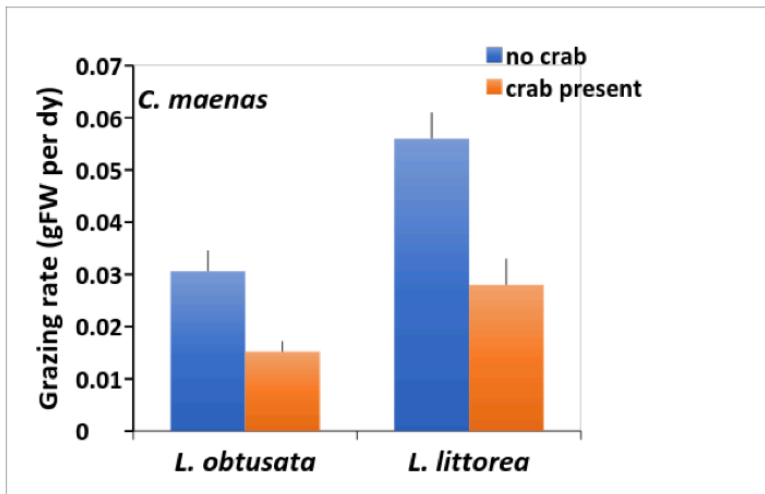 no crab
crab present
C. maenas
Grazing rate (gFW per dy)
0.07
0.06
0.05
0.04
0.03
0.02
0.01
0
L. obtusata
L. littorea